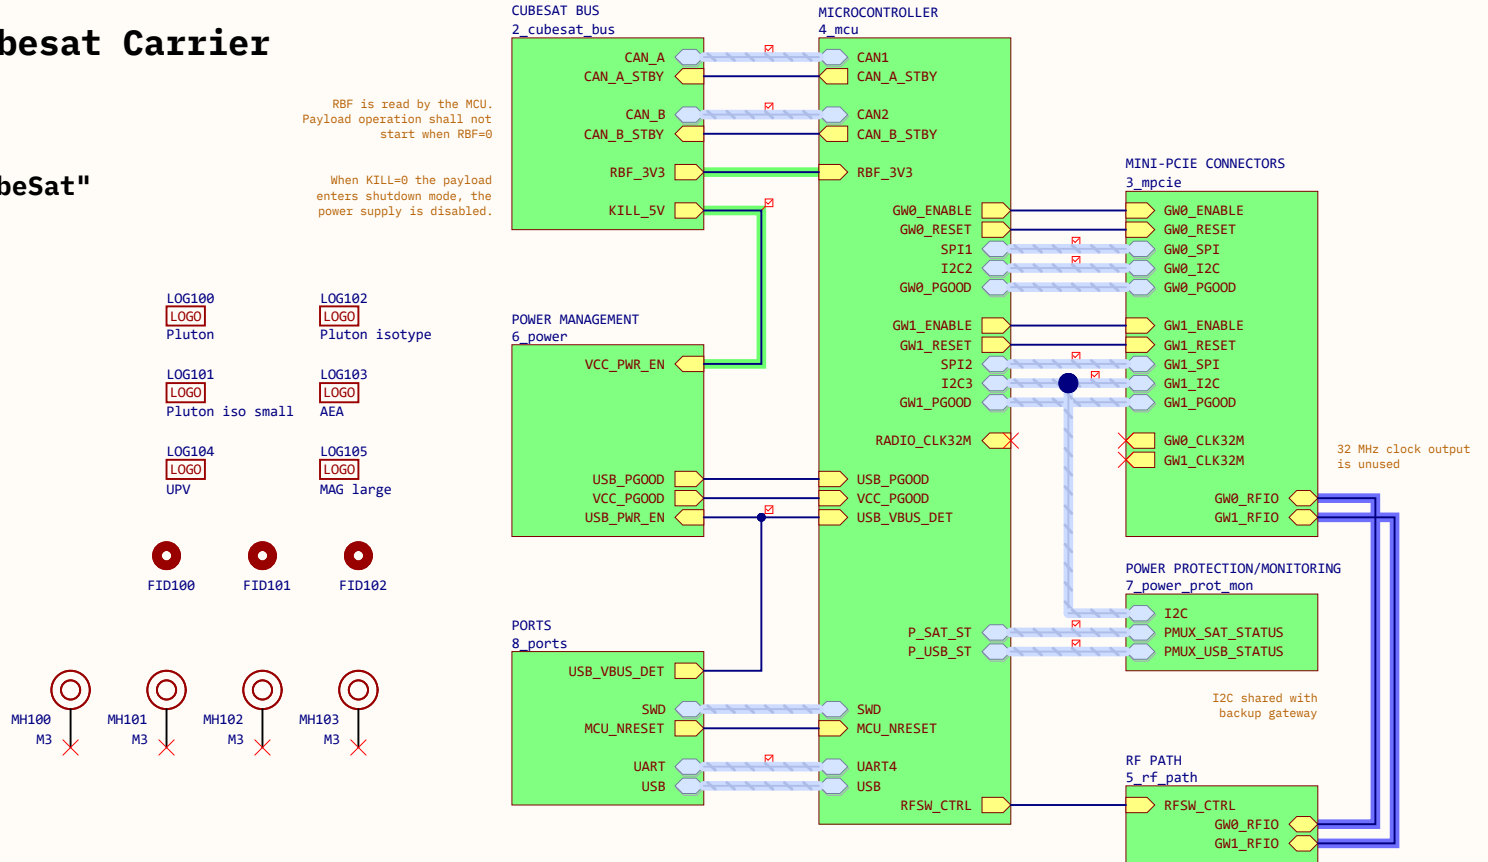 besat Carrier
beSat"
RBF is read by the MCU.
Payload operation shall not
start when RBF=0
When KILL=0 the payload
enters shutdown mode, the
power supply is disabled.
LOG100
LOGO
Pluton
LOG102
LOGO
Pluton isotype
LOG101
LOGO
Pluton iso small
LOG103
LOGO
AEA
LOG104
LOGO
UPV
LOG105
LOGO
MAG large
FID100
FID101
FID102
MH100
M3
MH101
M3
MH102
M3
MH103
M3
CUBESAT BUS
2_cubesat_bus
CAN_A
CAN_A_STBY
CAN_B
CAN_B_STBY
RBF_3V3
KILL_5V
POWER MANAGEMENT
6_power
VCC_PWR_EN
USB_PGOOD
VCC_PGOOD
USB_PWR_EN
PORTS
8_ports
USB_VBUS_DET
SWD
MCU_NRESET
UART
USB
MICROCONTROLLER
4_mcu
CAN1
CAN_A_STBY
CAN2
CAN_B_STBY
RBF_3V3
GW0_ENABLE
GW0_RESET
SPI1
I2C2
GW0_PGOOD
GW1_ENABLE
GW1_RESET
SPI2
I2C3
GW1_PGOOD
RADIO_CLK32M
USB_PGOOD
VCC_PGOOD
USB_VBUS_DET
P_SAT_ST
P_USB_ST
SWD
MCU_NRESET
UART4
USB
RFSW_CTRL
MINI-PCIE CONNECTORS
3_mpcie
GW0_ENABLE
GW0_RESET
GW0_SPI
GW0_I2C
GW0_PGOOD
GW1_ENABLE
GW1_RESET
GW1_SPI
GW1_I2C
GW1_PGOOD
GW0_CLK32M
GW1_CLK32M
GW0_RFIO
GW1_RFIO
32 MHz clock output
is unused
POWER PROTECTION/MONITORING
7_power_prot_mon
I2C
PMUX_SAT_STATUS
PMUX_USB_STATUS
I2C shared with
backup gateway
RF PATH
5_rf_path
RFSW_CTRL
GW0_RFIO
GW1_RFIO